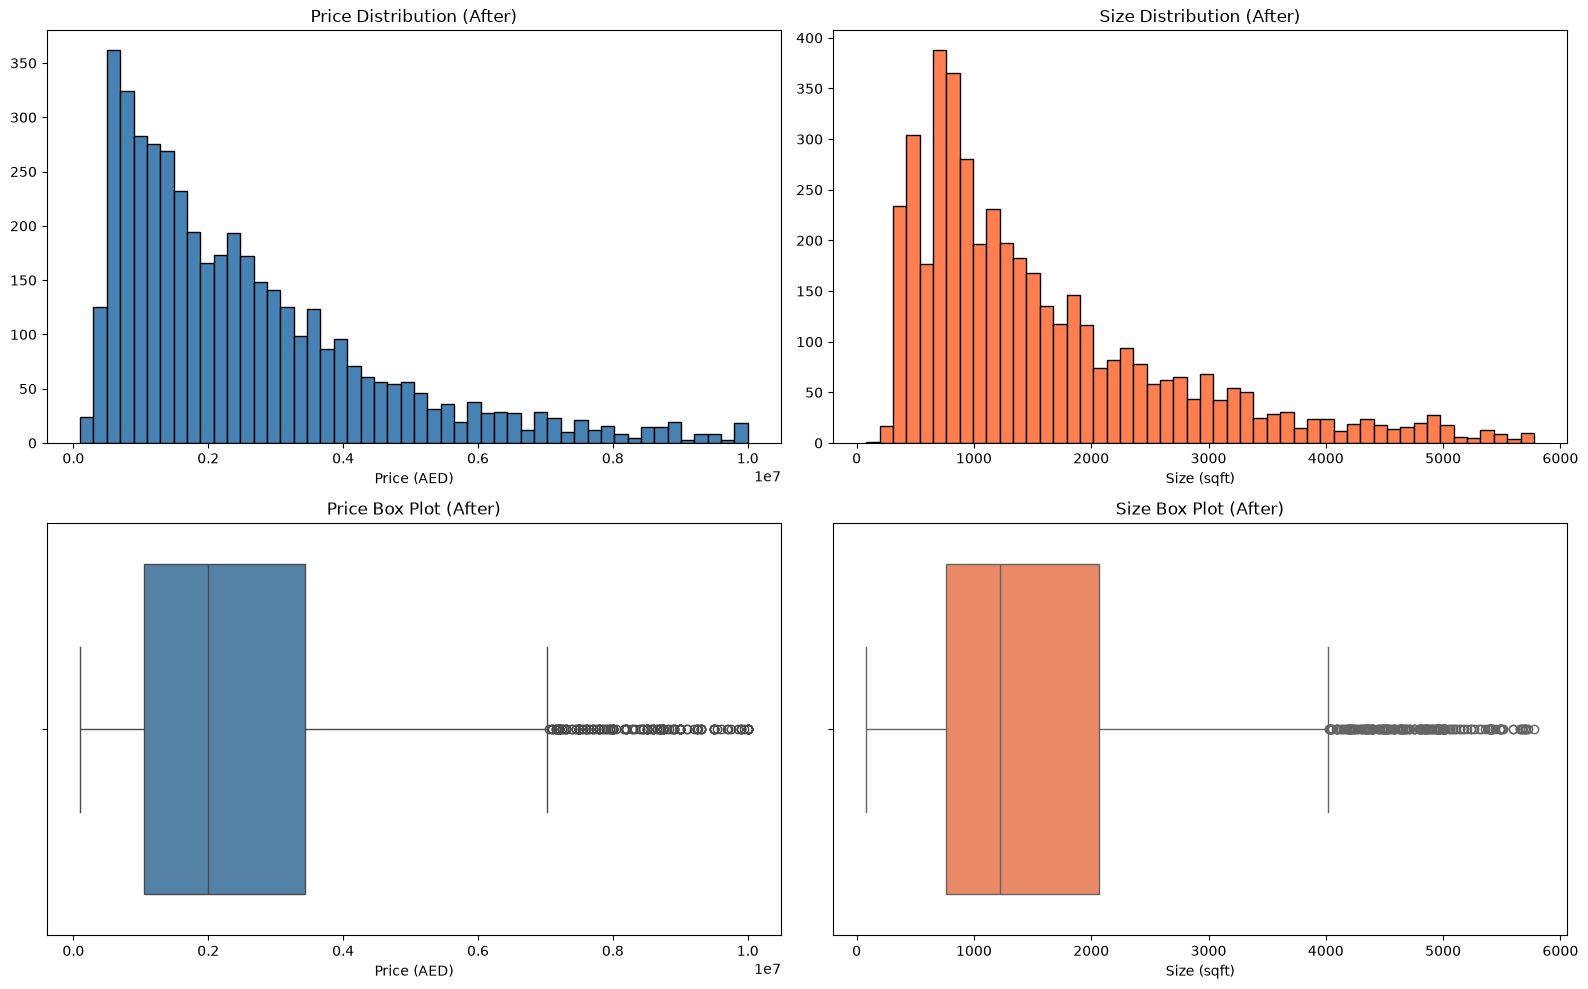 Price Distribution (After)
350
300
250
200
150
100
50
0
0.0 0.2 0.4 0.6 0.8 1.0
1e7
Price (AED)
Size Distribution (After)
400
350
300
250
200
150
100
50
0
0 1000 2000 3000 4000 5000 6000
Size (sqft)
Price Box Plot (After)
0.0 0.2 0.4 0.6 0.8 1.0
1e7
Price (AED)
Size Box Plot (After)
0 1000 2000 3000 4000 5000 6000
Size (sqft)